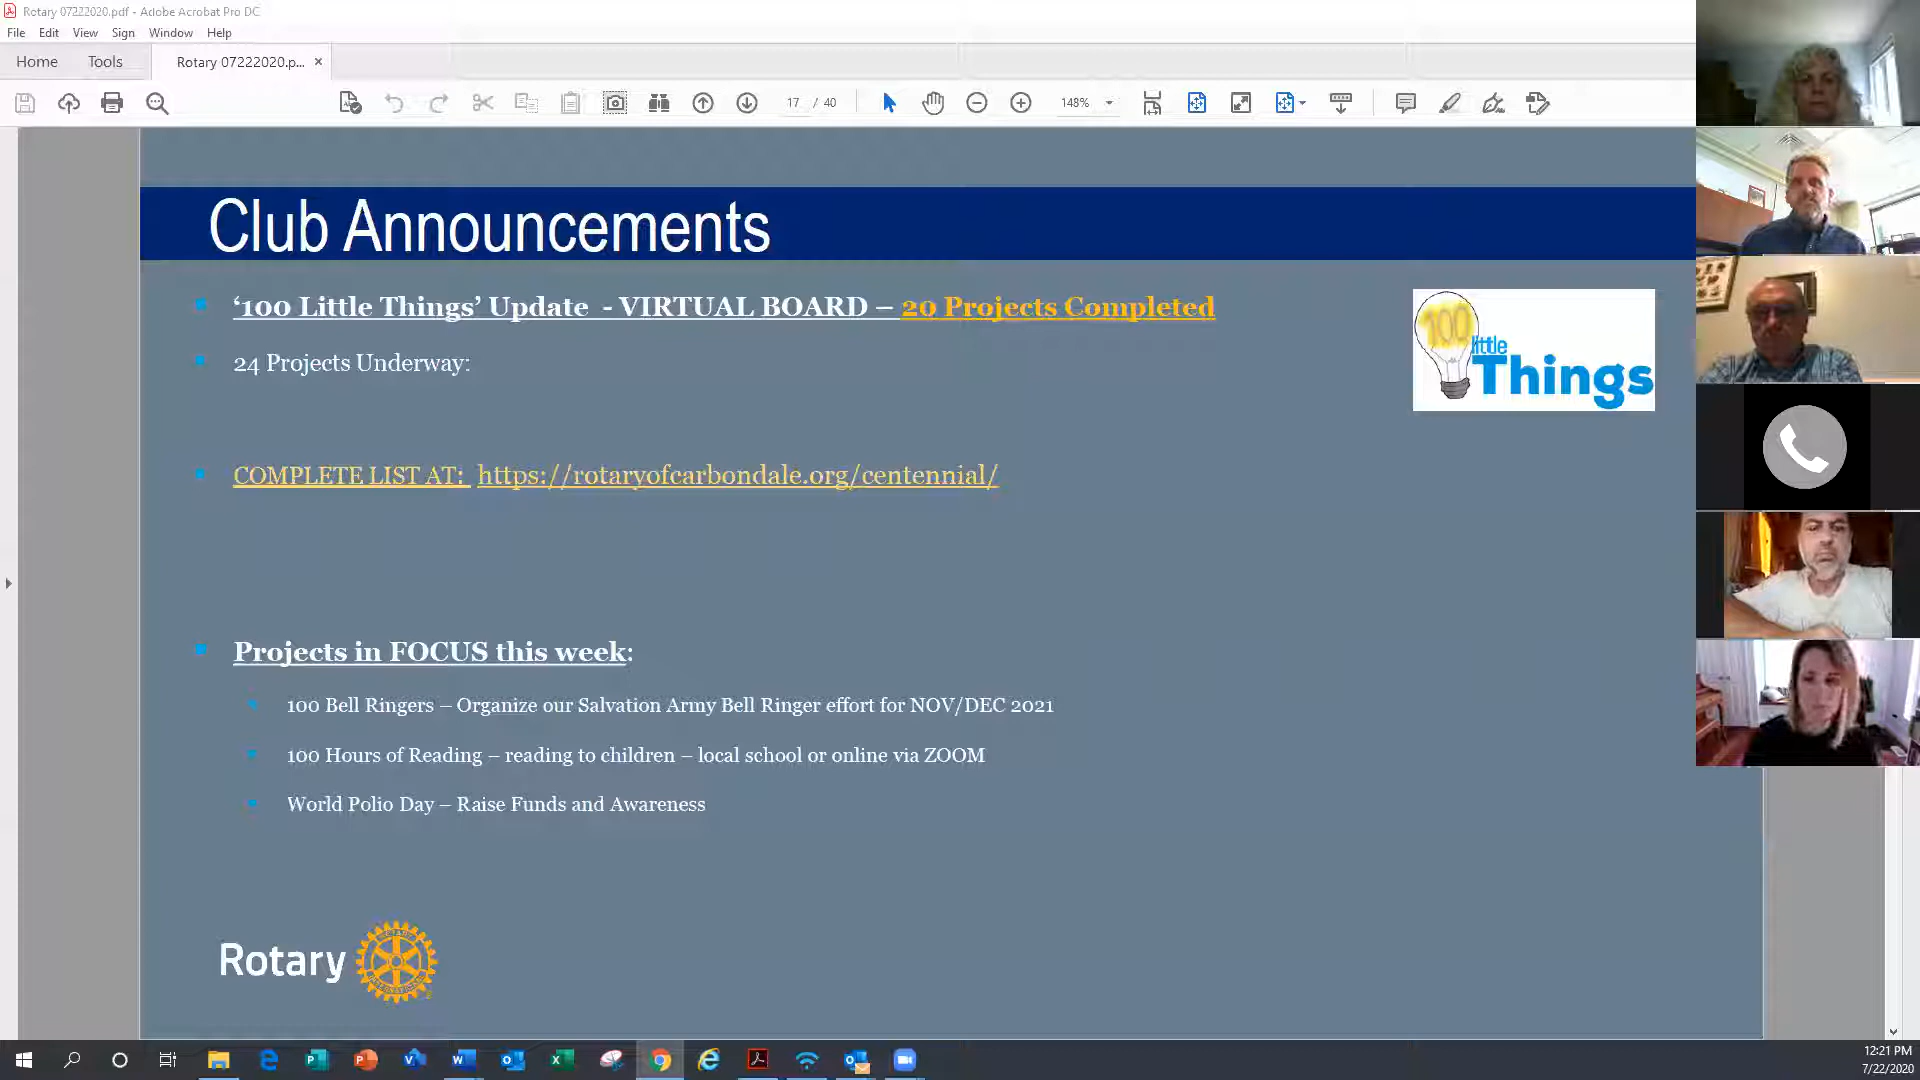 Rotary 07222020.pdf - Adobe Acrobat Pro DC
File Edit View Sign Window Help
Home Tools Rotary 07222020.p... ×
17 / 40 148%
Club Announcements
‘100 Little Things’ Update - VIRTUAL BOARD – 20 Projects Completed
24 Projects Underway:
100 little Things
COMPLETE LIST AT: https://rotaryofcarbondale.org/centennial/
Projects in FOCUS this week:
100 Bell Ringers – Organize our Salvation Army Bell Ringer effort for NOV/DEC 2021
100 Hours of Reading – reading to children – local school or online via ZOOM
World Polio Day – Raise Funds and Awareness
Rotary
12:21 PM
7/22/2020